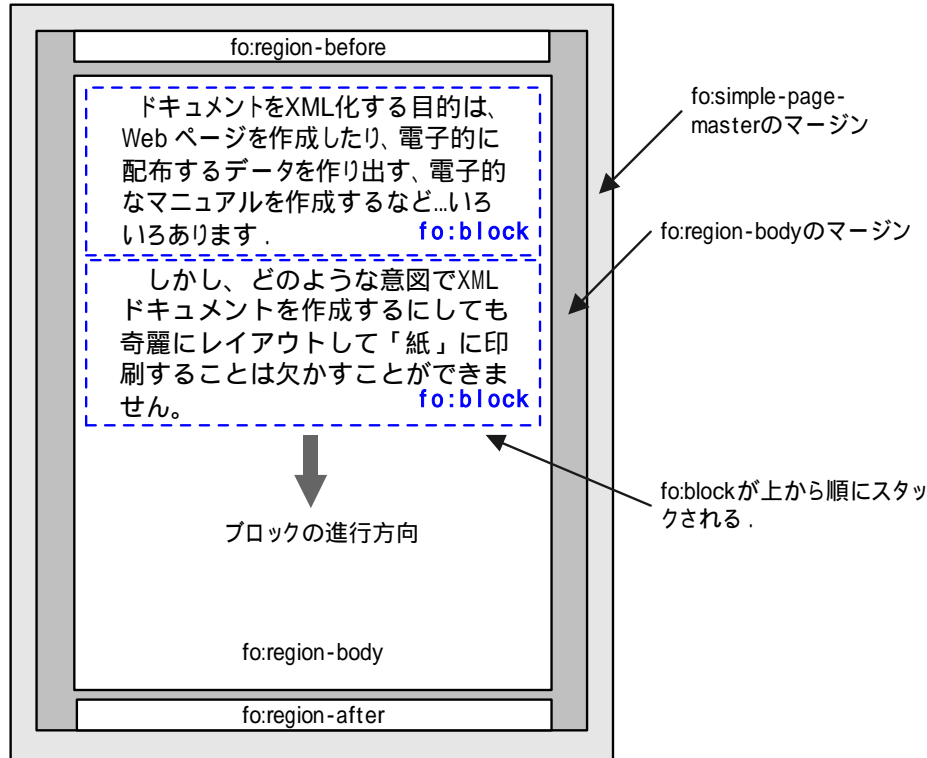 fo:region-before
ドキュメントをXML化する目的は、
Web ページを作成したり、電子的に
配布するデータを作り出す、電子的
なマニュアルを作成するなど...いろ
いろあります．
fo:block
しかし、どのような意図でXML
ドキュメントを作成するにしても
奇麗にレイアウトして「紙」に印
刷することは欠かすことができま
せん。
fo:block
ブロックの進行方向
fo:region-body
fo:region-after
fo:simple-page-
masterのマージン
fo:region-bodyのマージン
fo:blockが上から順にスタッ
クされる．